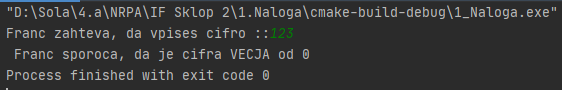 "D:\Sola\4.a\NRPA\IF Sklop 2\1.Naloga\cmake-build-debug\1_Naloga.exe"
Franc zahteva, da vpises cifro ::123
Franc sporoca, da je cifra VECJA od 0
Process finished with exit code 0